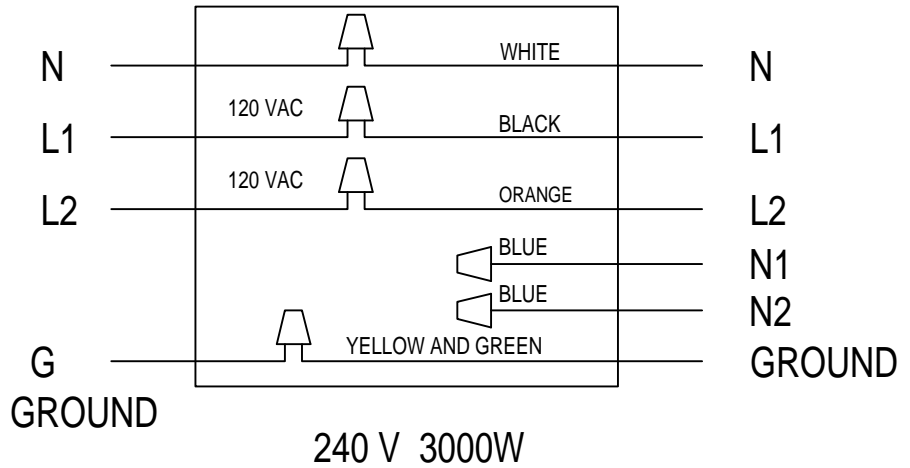 N WHITE N
120 VAC
L1 BLACK L1
120 VAC
L2 ORANGE L2
BLUE N1
BLUE N2
YELLOW AND GREEN
G GROUND
GROUND
240 V 3000W